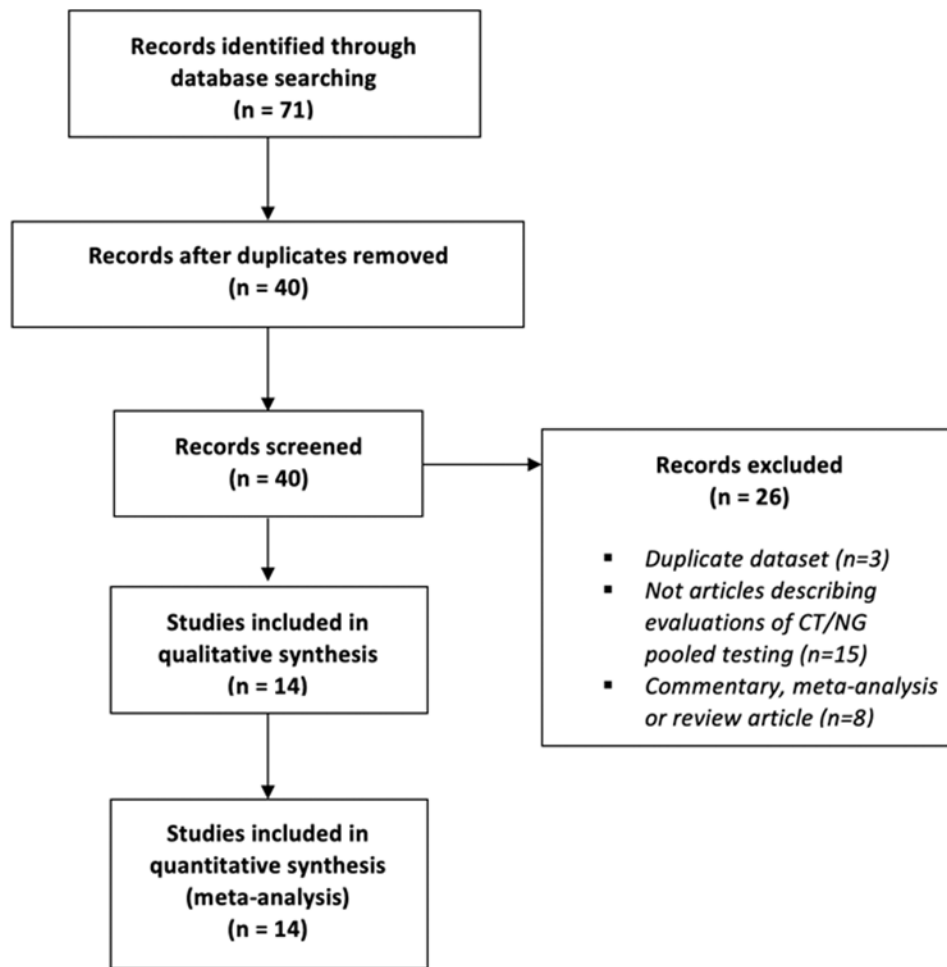 Records identified through
database searching
(n = 71)
Records after duplicates removed
(n = 40)
Records screened
(n = 40)
Records excluded
(n = 26)
▪ Duplicate dataset (n=3)
▪ Not articles describing
evaluations of CT/NG
pooled testing (n=15)
▪ Commentary, meta-analysis
or review article (n=8)
Studies included in
qualitative synthesis
(n = 14)
Studies included in
quantitative synthesis
(meta-analysis)
(n = 14)